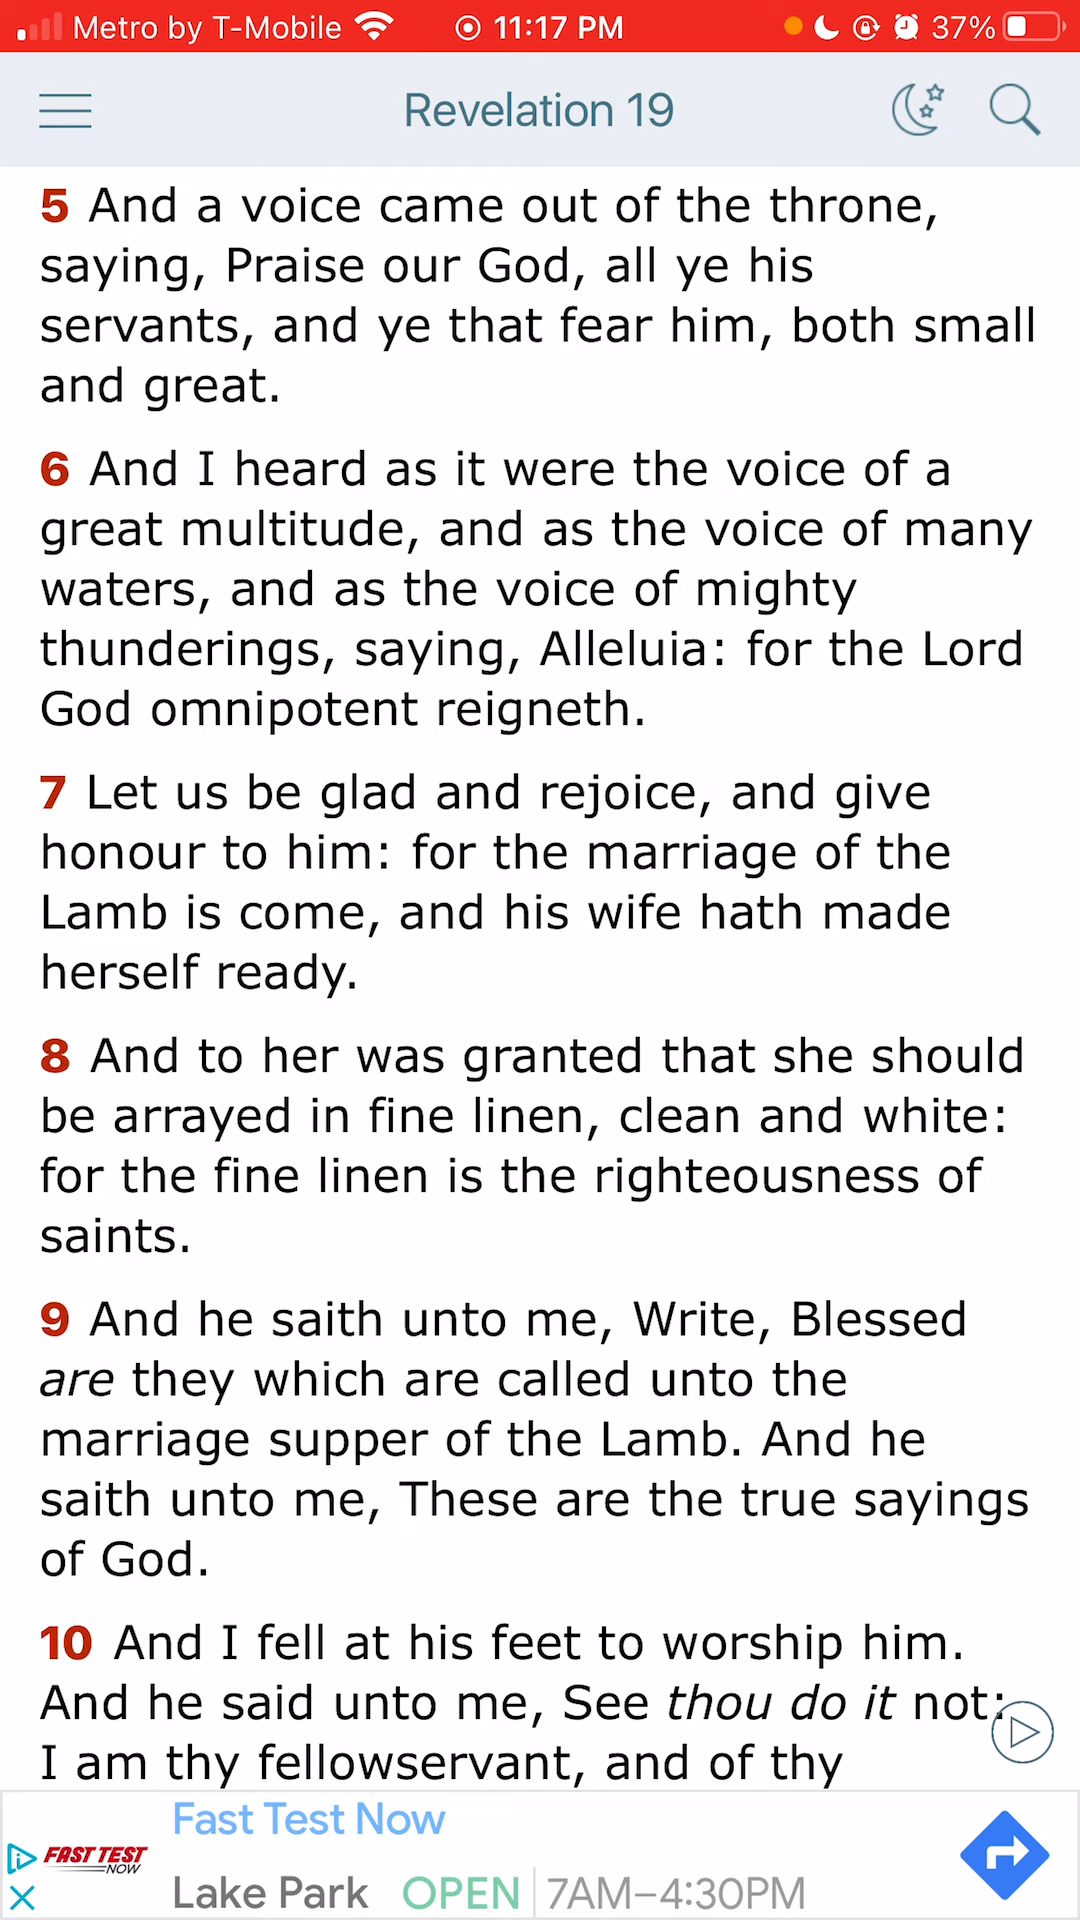 Metro by T-Mobile 11:17 PM 37%
Revelation 19
5 And a voice came out of the throne,
saying, Praise our God, all ye his
servants, and ye that fear him, both small
and great.
6 And I heard as it were the voice of a
great multitude, and as the voice of many
waters, and as the voice of mighty
thunderings, saying, Alleluia: for the Lord
God omnipotent reigneth.
7 Let us be glad and rejoice, and give
honour to him: for the marriage of the
Lamb is come, and his wife hath made
herself ready.
8 And to her was granted that she should
be arrayed in fine linen, clean and white:
for the fine linen is the righteousness of
saints.
9 And he saith unto me, Write, Blessed
are they which are called unto the
marriage supper of the Lamb. And he
saith unto me, These are the true sayings
of God.
10 And I fell at his feet to worship him.
And he said unto me, See thou do it not:
I am thy fellowservant, and of thy
Fast Test Now
FAST TEST
NOW
Lake Park OPEN 7AM–4:30PM